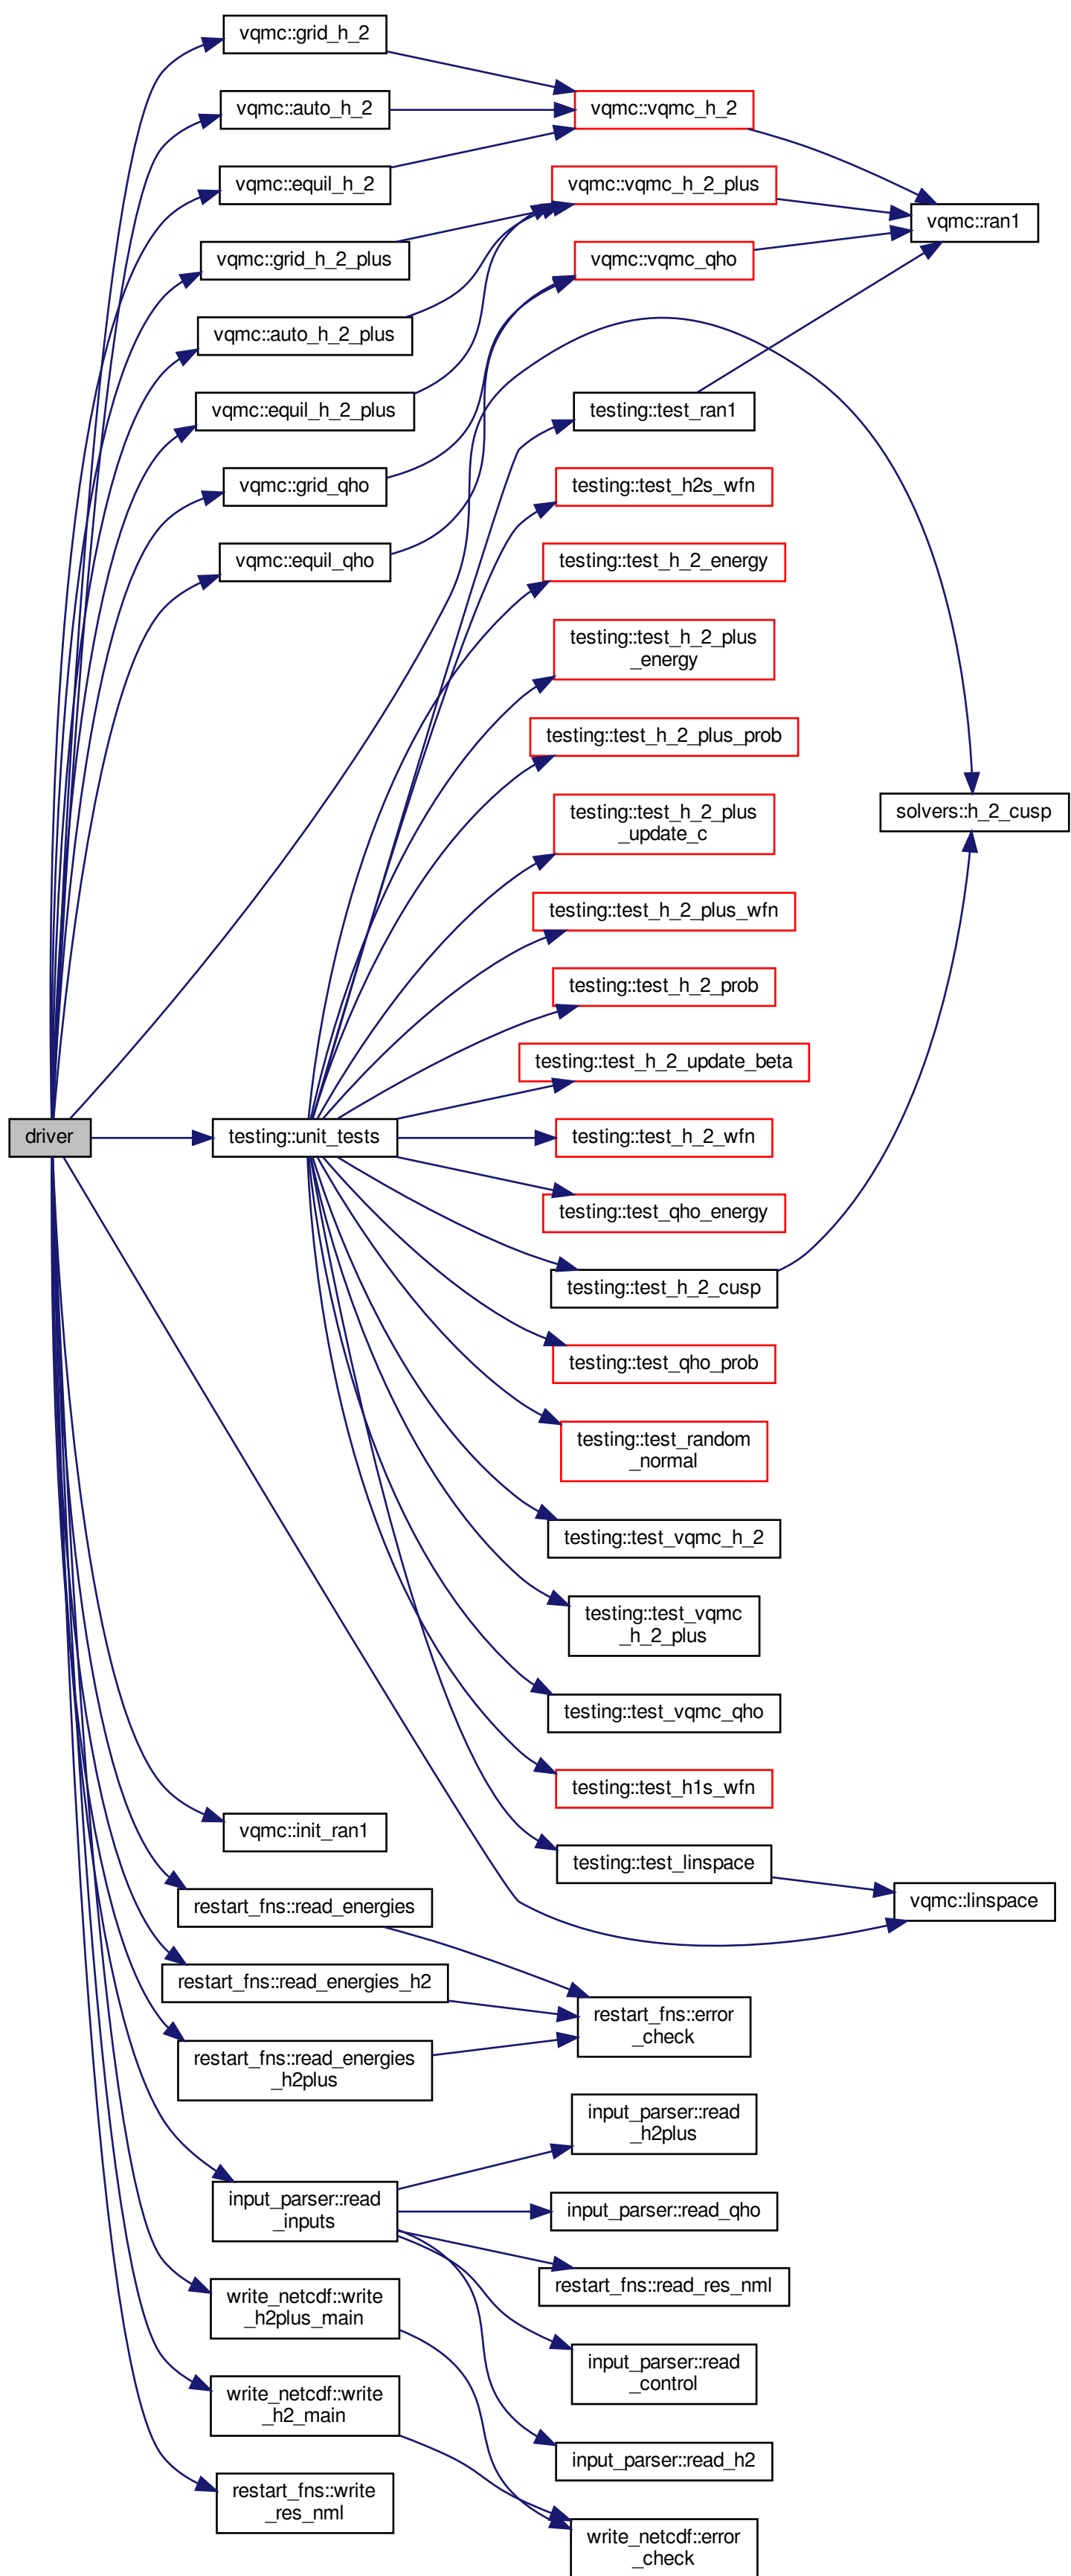 vqmc::grid_h_2
vqmc::auto_h_2
vqmc::vqmc_h_2
vqmc::equil_h_2
vqmc::vqmc_h_2_plus
vqmc::ran1
vqmc::grid_h_2_plus
vqmc::vqmc_qho
vqmc::auto_h_2_plus
vqmc::equil_h_2_plus
testing::test_ran1
vqmc::grid_qho
testing::test_h2s_wfn
vqmc::equil_qho
testing::test_h_2_energy
testing::test_h_2_plus
_energy
testing::test_h_2_plus_prob
testing::test_h_2_plus
_update_c
solvers::h_2_cusp
testing::test_h_2_plus_wfn
testing::test_h_2_prob
testing::test_h_2_update_beta
driver
testing::unit_tests
testing::test_h_2_wfn
testing::test_qho_energy
testing::test_h_2_cusp
testing::test_qho_prob
testing::test_random
_normal
testing::test_vqmc_h_2
testing::test_vqmc
_h_2_plus
testing::test_vqmc_qho
testing::test_h1s_wfn
vqmc::init_ran1
testing::test_linspace
vqmc::linspace
restart_fns::read_energies
restart_fns::read_energies_h2
restart_fns::error
_check
restart_fns::read_energies
_h2plus
input_parser::read
_h2plus
input_parser::read
_inputs
input_parser::read_qho
restart_fns::read_res_nml
write_netcdf::write
_h2plus_main
input_parser::read
_control
write_netcdf::write
_h2_main
input_parser::read_h2
restart_fns::write
_res_nml
write_netcdf::error
_check